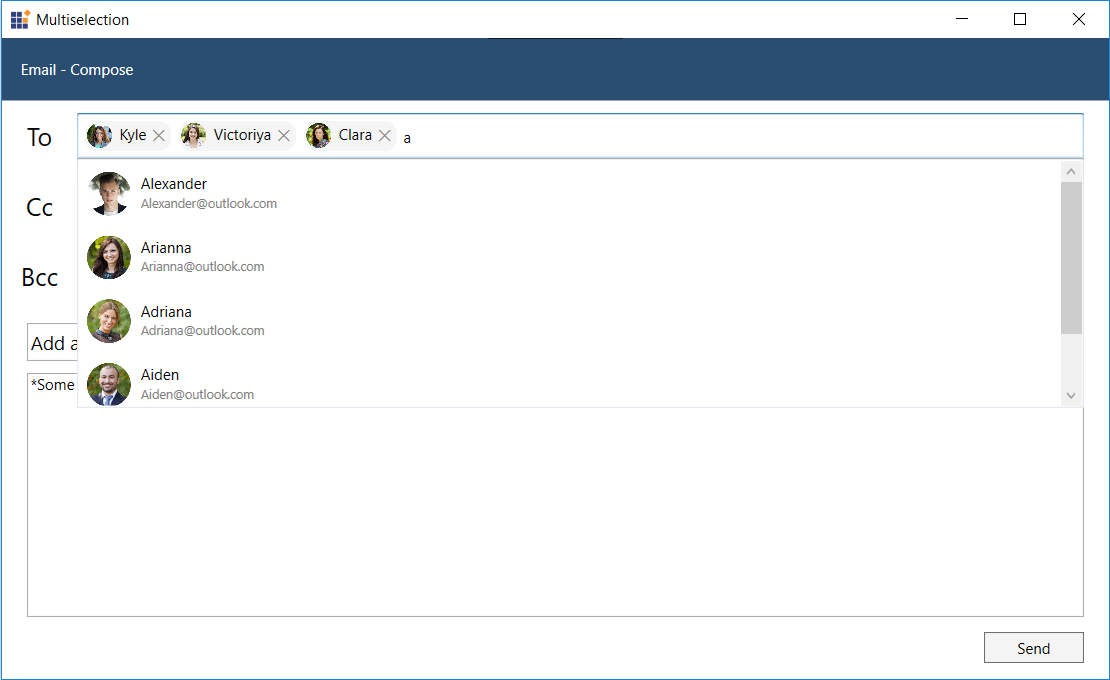 Multiselection
Email - Compose
To Kyle Victoriya Clara a
Alexander
Alexander@outlook.com
Cc
Arianna
Arianna@outlook.com
Bcc
Adriana
Adriana@outlook.com
Add a
Aiden
*Some
Aiden@outlook.com
Send